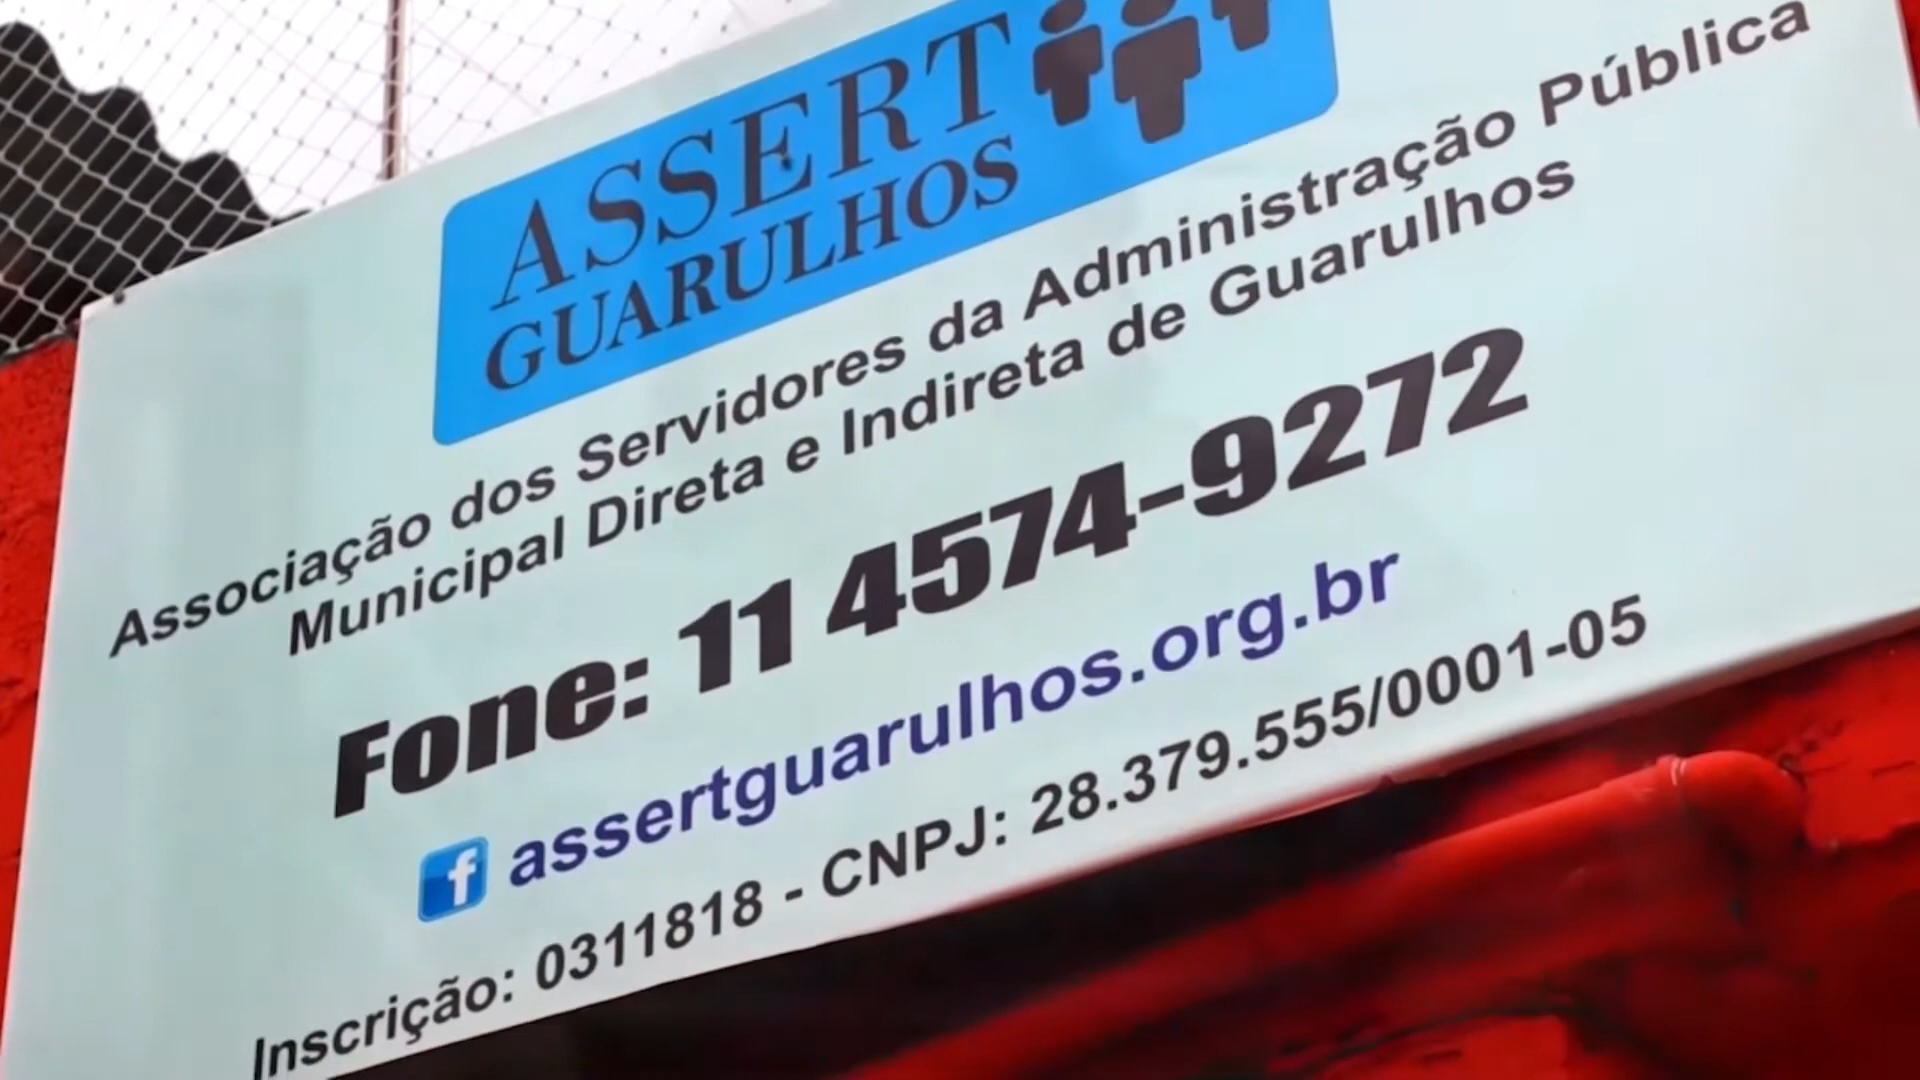 ASSERT
GUARULHOS
Associação dos Servidores da Administração Pública
Municipal Direta e Indireta de Guarulhos
Fone: 11 4574-9272
f assertguarulhos.org.br
Inscrição: 0311818 - CNPJ: 28.379.555/0001-05